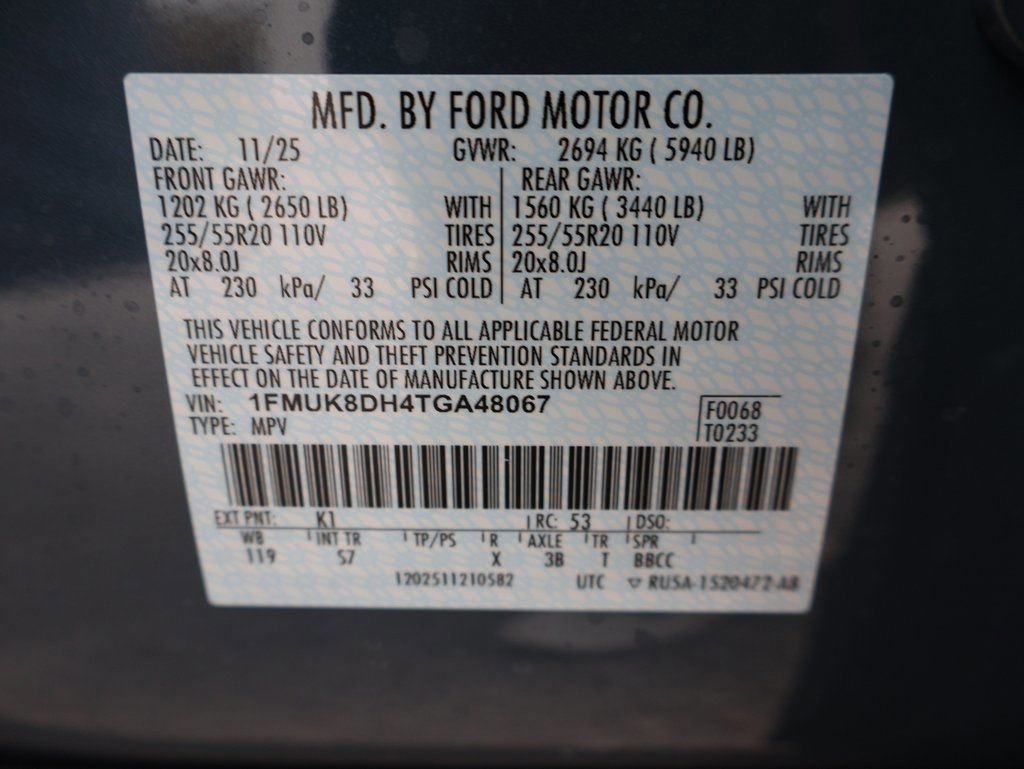 MFD. BY FORD MOTOR CO.
DATE: 11/25 GVWR: 2694 KG ( 5940 LB)
FRONT GAWR: REAR GAWR:
1202 KG ( 2650 LB) WITH 1560 KG ( 3440 LB) WITH
255/55R20 110V TIRES 255/55R20 110V TIRES
20x8.0J RIMS 20x8.0J RIMS
AT 230 kPa/ 33 PSI COLD AT 230 kPa/ 33 PSI COLD
THIS VEHICLE CONFORMS TO ALL APPLICABLE FEDERAL MOTOR
VEHICLE SAFETY AND THEFT PREVENTION STANDARDS IN
EFFECT ON THE DATE OF MANUFACTURE SHOWN ABOVE.
VIN: 1FMUK8DH4TGA48067 F0068
TYPE: MPV T0233
EXT PNT: K1 RC: 53 DSO:
WB INT TR TP/PS R AXLE TR SPR
119 S7 X 3B T BBCC
1202511210582 UTC ▽ RU5A-1520472-AB